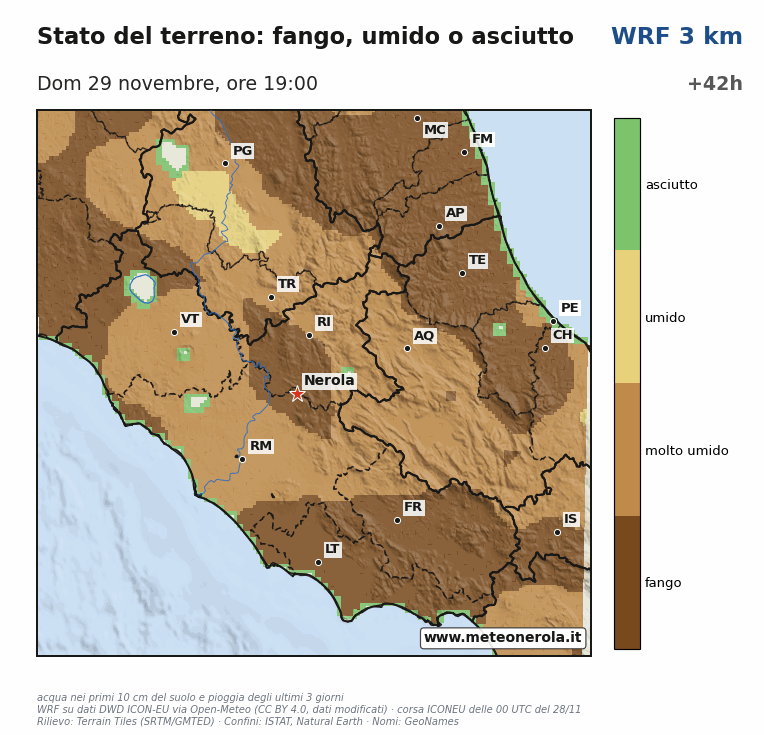 Stato del terreno: fango, umido o asciutto
WRF 3 km
Dom 29 novembre, ore 19:00
+42h
MC
FM
PG
AP
TE
TR
PE
VT
RI
AQ
CH
Nerola
RM
FR
IS
LT
www.meteonerola.it
asciutto
umido
molto umido
fango
acqua nei primi 10 cm del suolo e pioggia degli ultimi 3 giorni
WRF su dati DWD ICON-EU via Open-Meteo (CC BY 4.0, dati modificati) · corsa ICONEU delle 00 UTC del 28/11
Rilievo: Terrain Tiles (SRTM/GMTED) · Confini: ISTAT, Natural Earth · Nomi: GeoNames